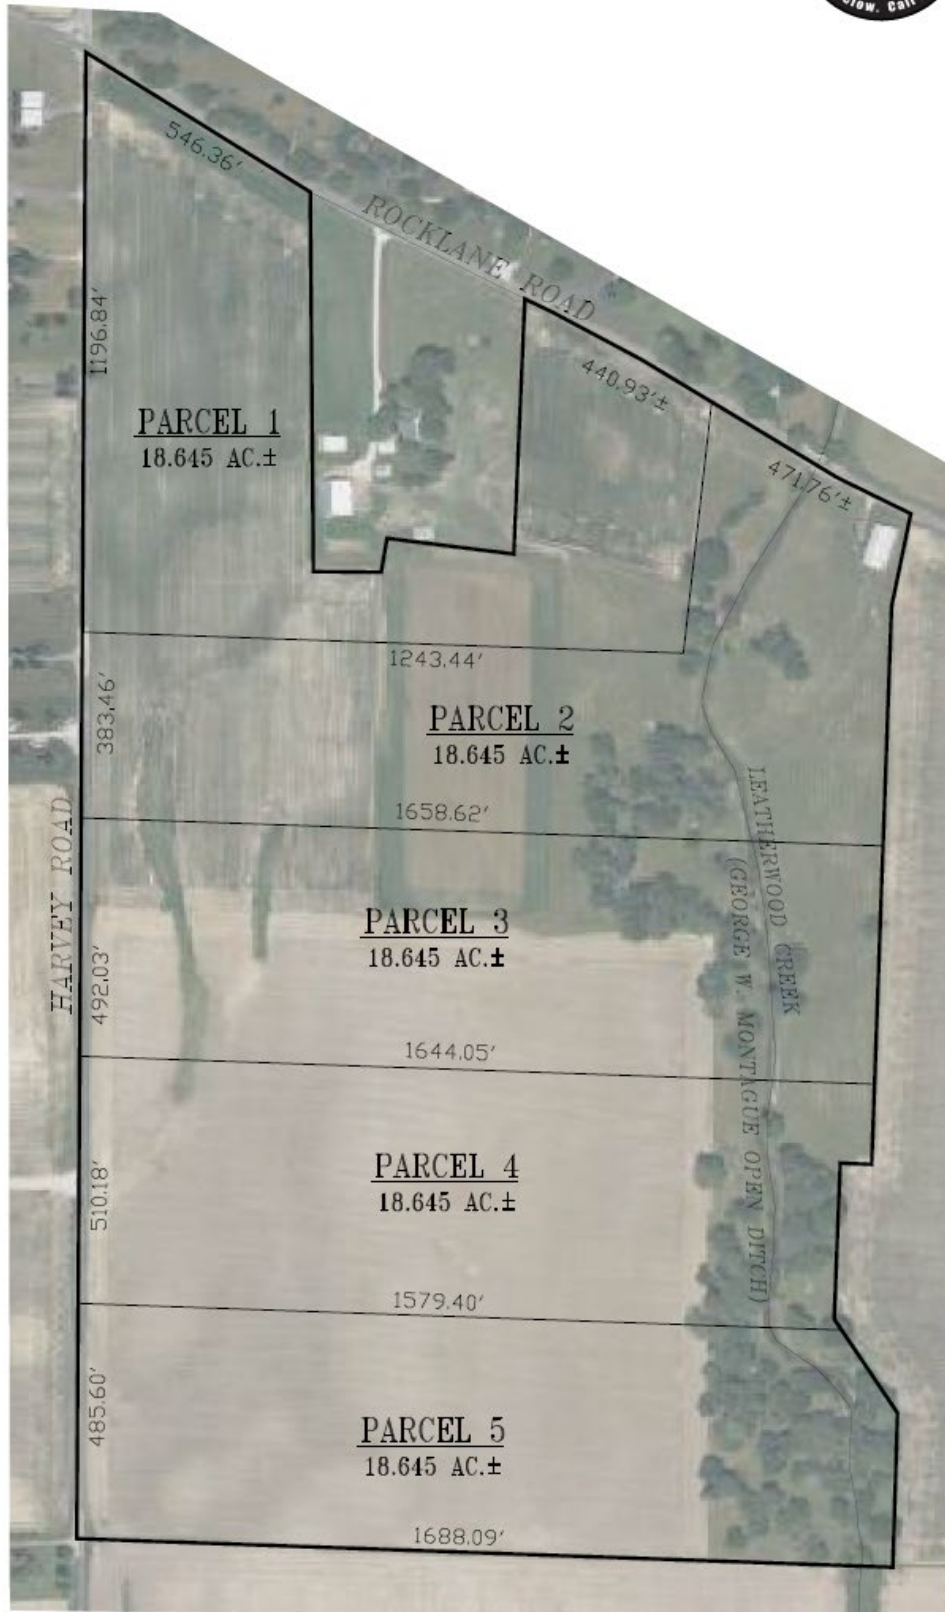 elow. Call
546.36'
ROCKLANE ROAD
1196.84'
440.93'±
PARCEL 1
18.645 AC.±
471.76'±
1243.44'
383.46'
PARCEL 2
18.645 AC.±
1658.62'
HARVEY ROAD
LEATHERWOOD CREEK
(GEORGE W. MONTAGUE OPEN DITCH)
PARCEL 3
18.645 AC.±
492.03'
1644.05'
PARCEL 4
18.645 AC.±
510.18'
1579.40'
485.60'
PARCEL 5
18.645 AC.±
1688.09'